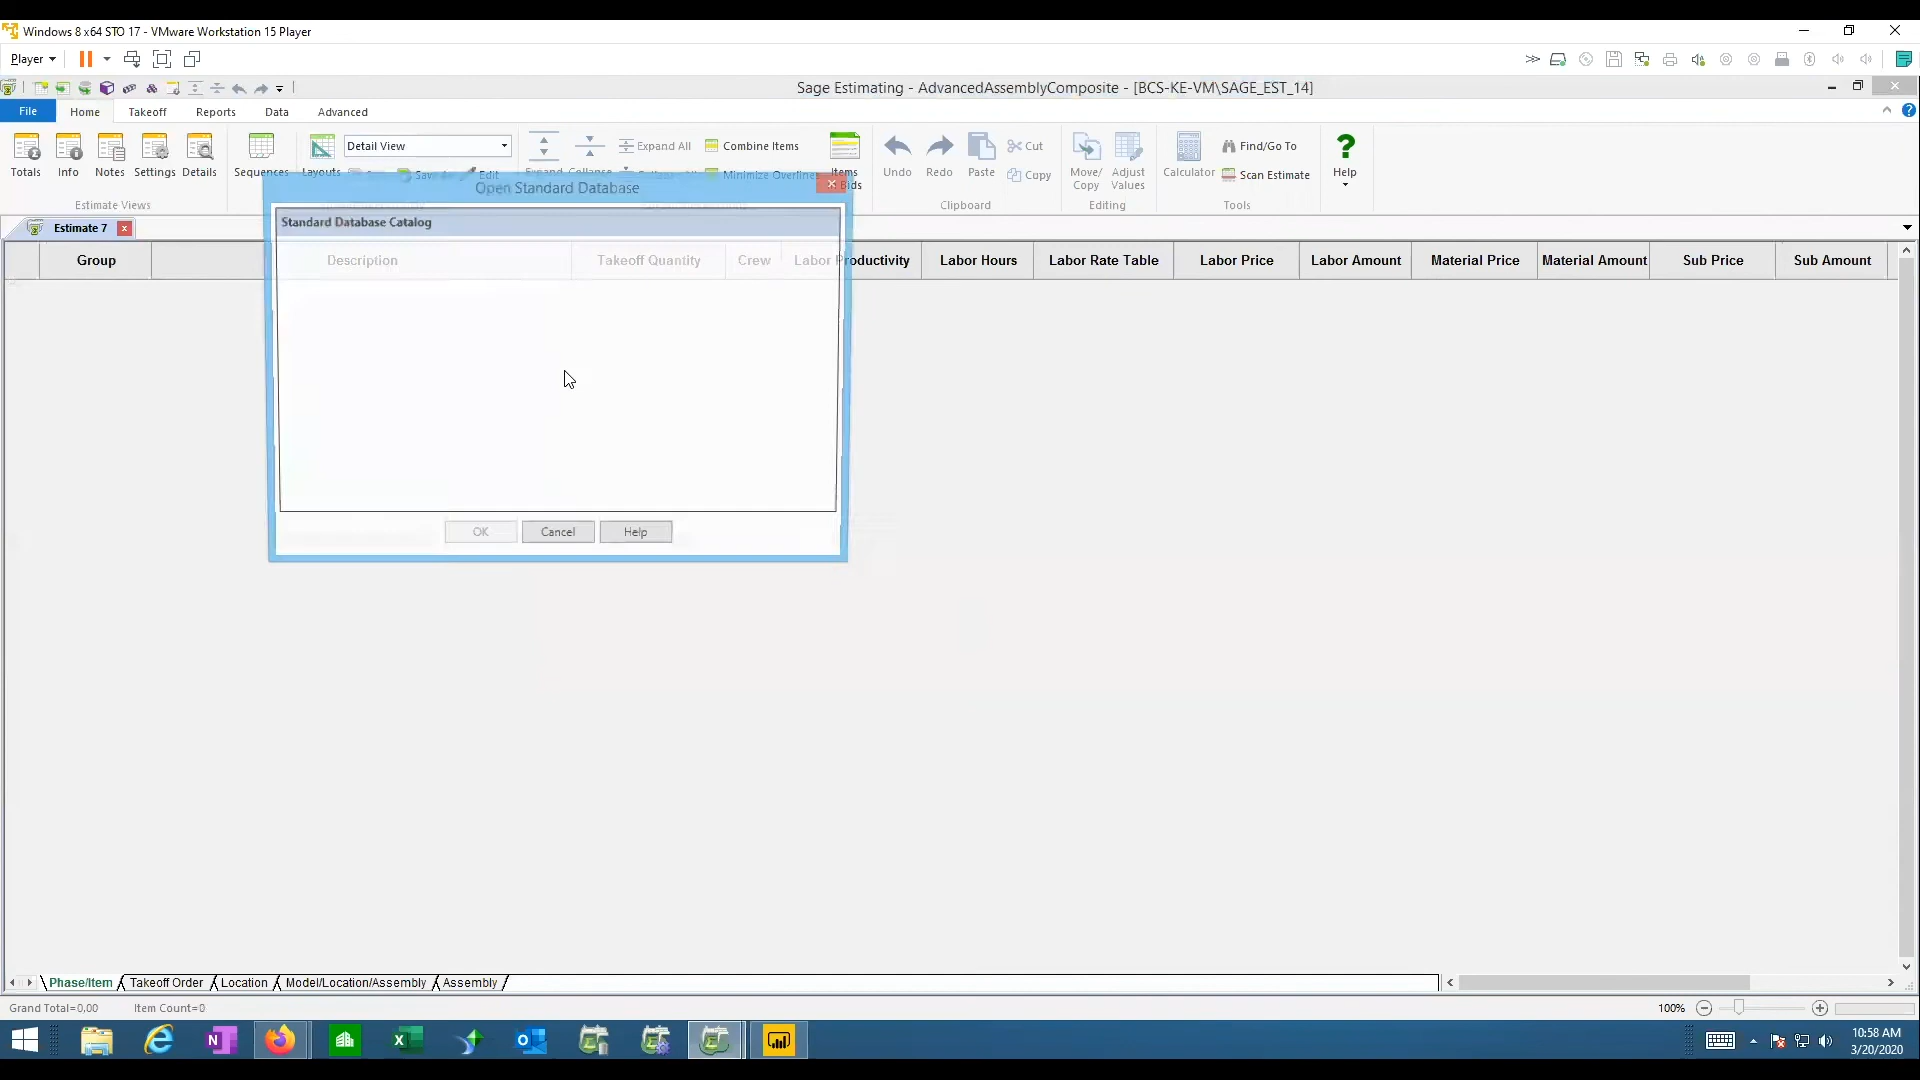 Windows 8 x64 STO 17 - VMware Workstation 15 Player
Player
Sage Estimating - AdvancedAssemblyComposite - [BCS-KE-VM\SAGE_EST_14]
File Home Takeoff Reports Data Advanced
Detail View
Expand All
Combine Items
Cut
Find/Go To
Totals Info Notes Settings Details Sequences Layouts Edit Expand Collapse Minimize Overlines Items Bids
Undo Redo Paste Copy
Move/ Copy
Adjust Values
Calculator
Scan Estimate
Help
Estimate Views
Clipboard
Editing
Tools
Open Standard Database
Estimate 7
Standard Database Catalog
Group Description Takeoff Quantity Crew Labor Productivity Labor Hours Labor Rate Table Labor Price Labor Amount Material Price Material Amount Sub Price Sub Amount
OK Cancel Help
Phase/Item Takeoff Order Location Model/Location/Assembly Assembly
Grand Total=0,00 Item Count=0
100%
10:58 AM
3/20/2020